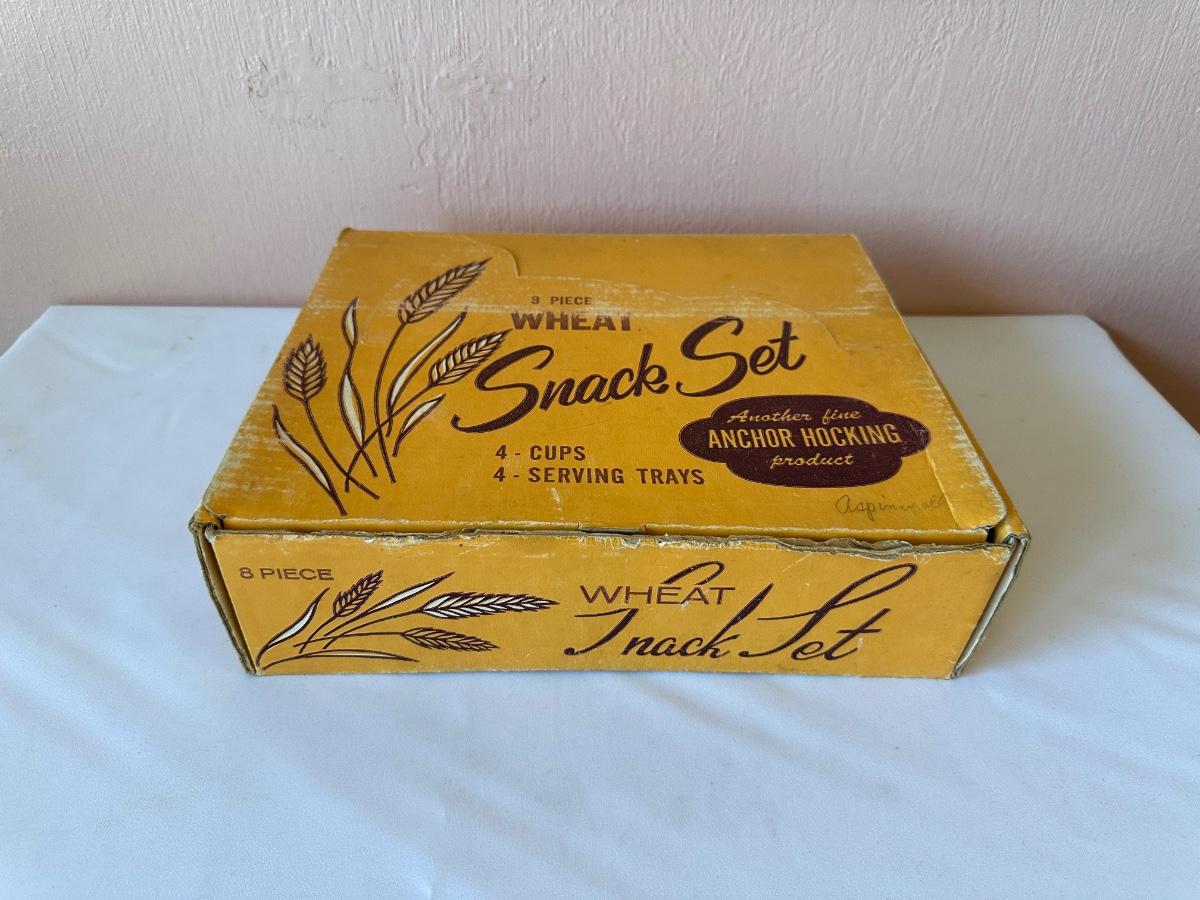 8 PIECE
WHEAT
Snack Set
4 - CUPS
4 - SERVING TRAYS
Another fine
ANCHOR HOCKING
product
Aspinwall
8 PIECE
WHEAT
Snack Set